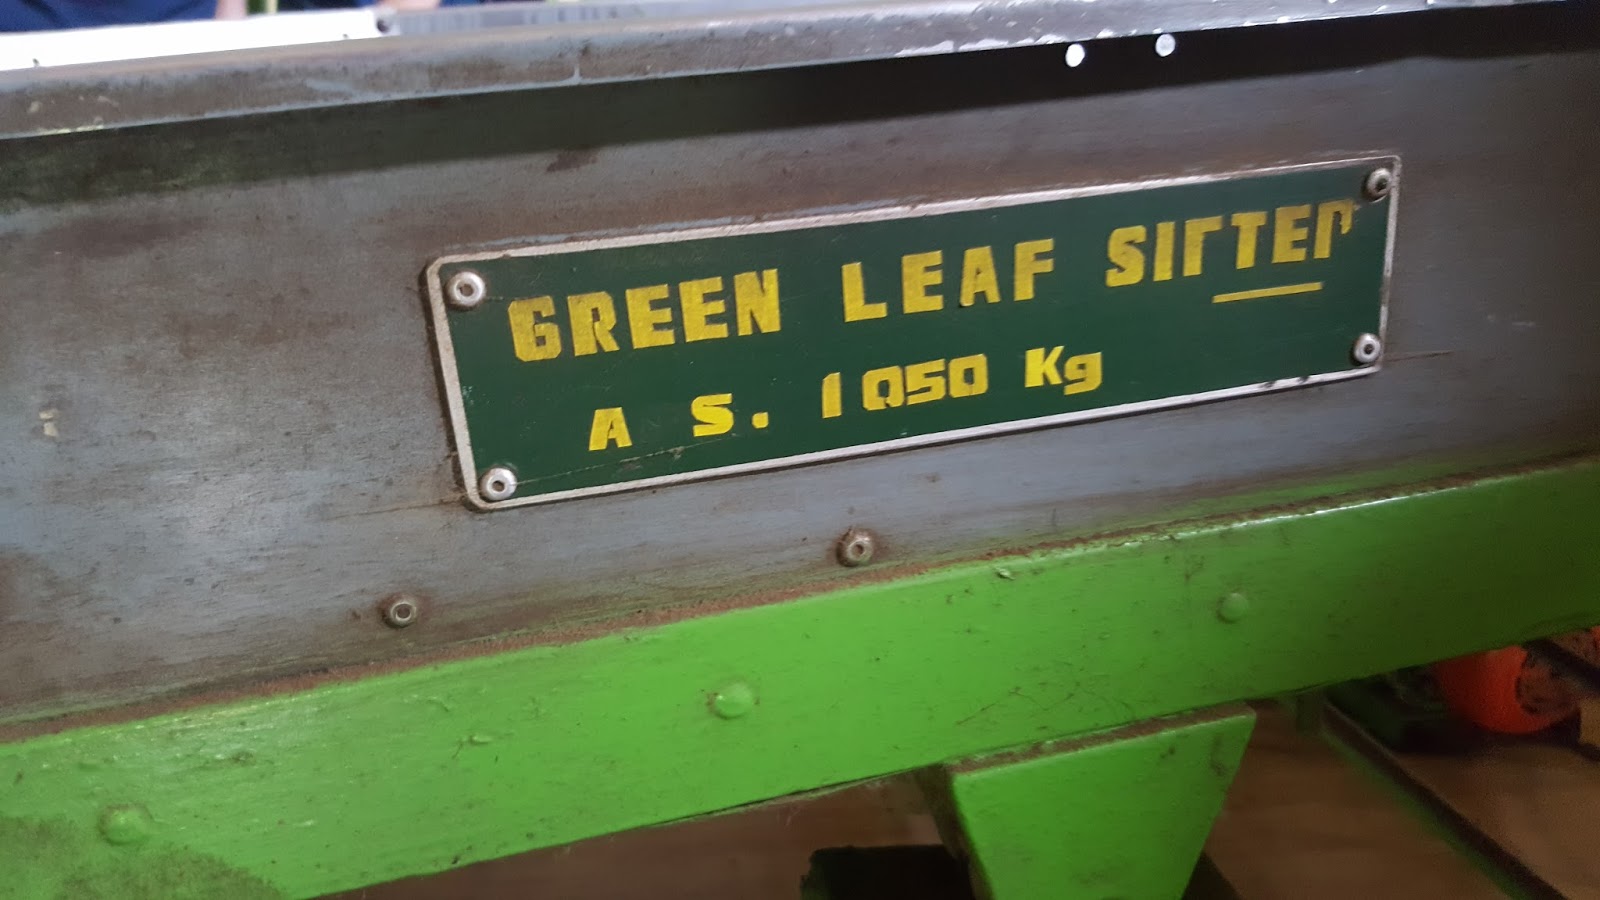 GREEN LEAF SIFTER
A S. 1050 Kg